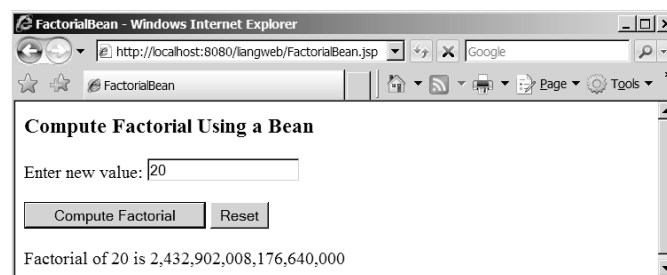 FactorialBean - Windows Internet Explorer
http://localhost:8080/langweb/FactorialBean.jsp
Google
FactorialBean
Page
Tools
Compute Factorial Using a Bean
Enter new value: 20
Compute Factorial Reset
Factorial of 20 is 2,432,902,008,176,640,000